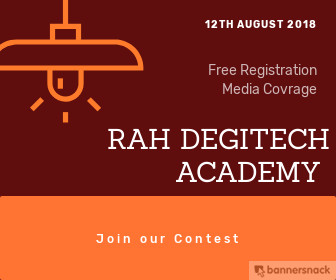 12TH AUGUST 2018
Free Registration
Media Covrage
RAH DEGITECH
ACADEMY
Join our Contest
bannersnack